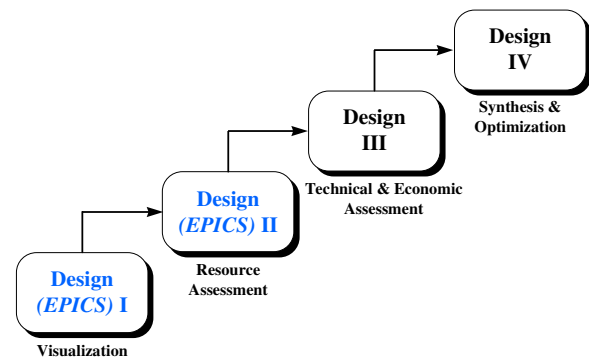 Design
IV
Synthesis &
Optimization
Design
III
Technical & Economic
Assessment
Design
(EPICS) II
Resource
Assessment
Design
(EPICS) I
Visualization